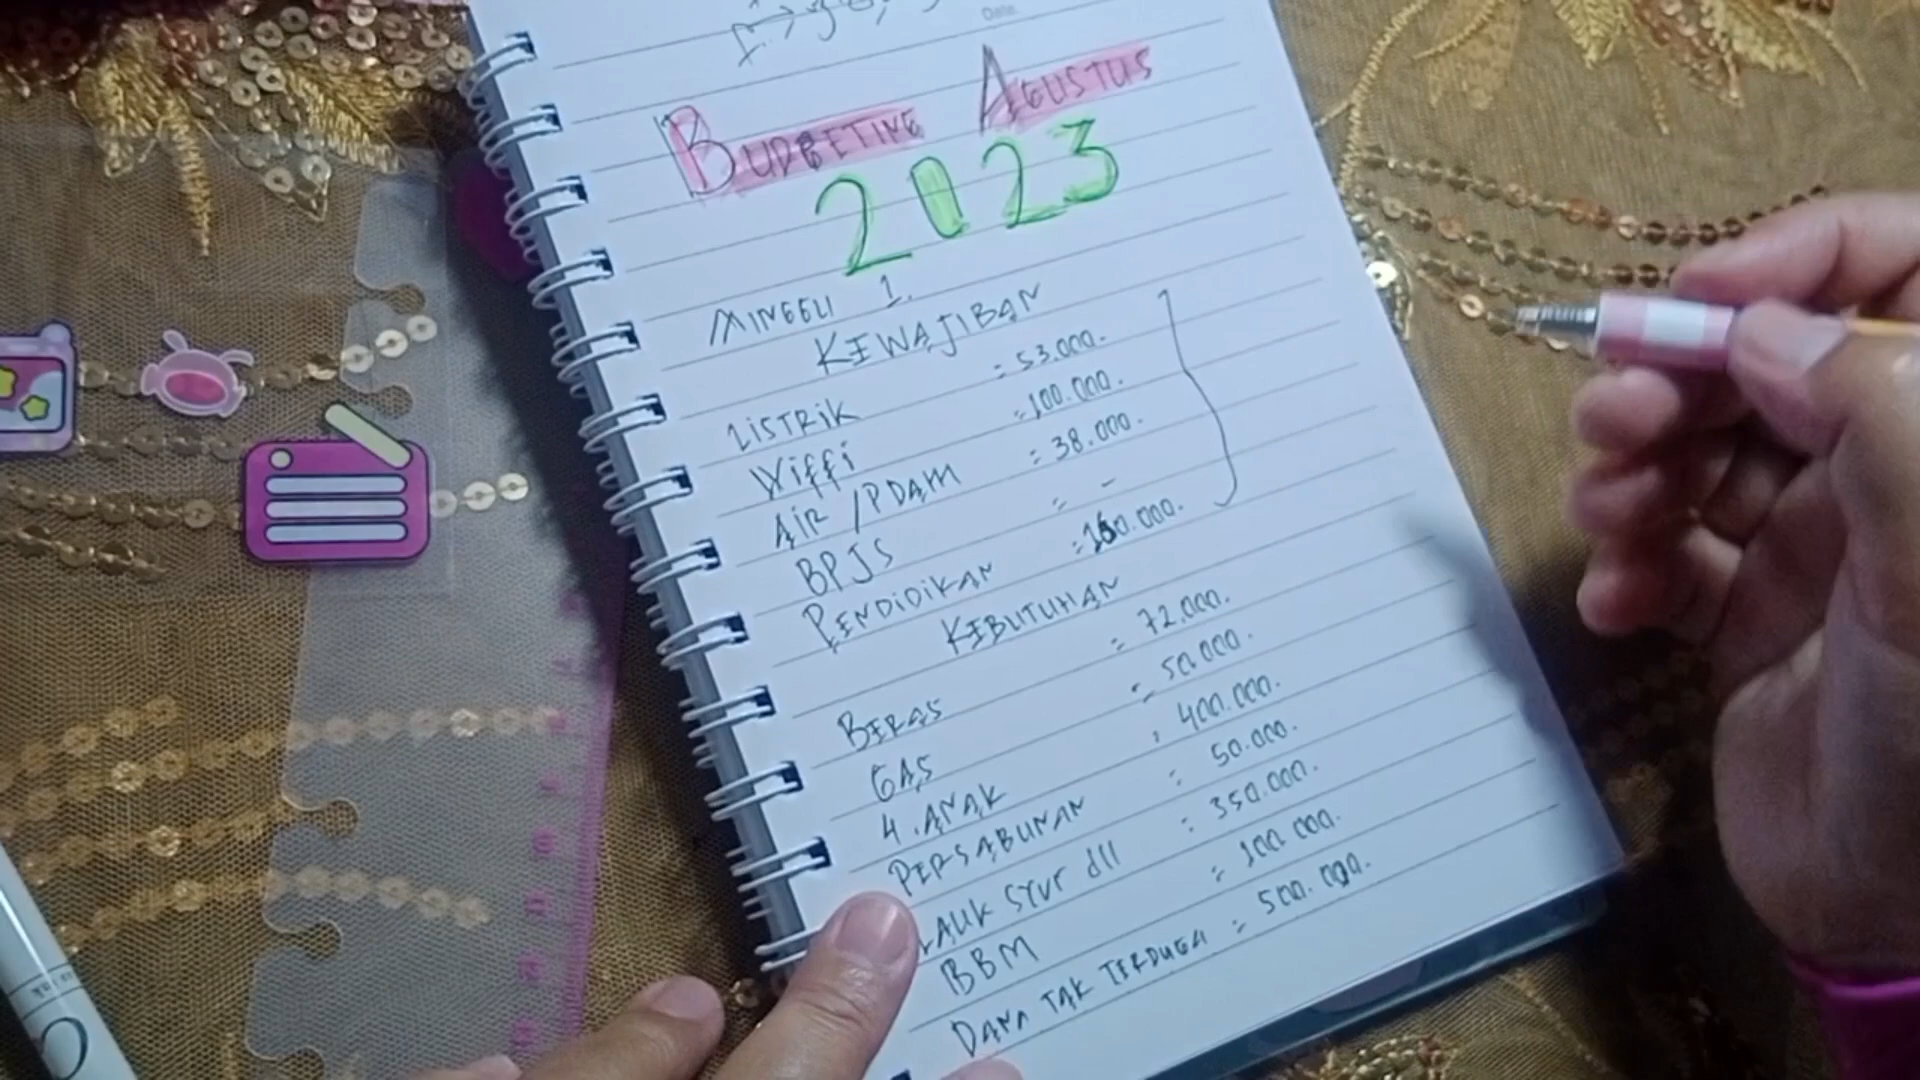 Date
BUDGETING AGUSTUS
2023
MINGGU 1.
KEWAJIBAN
LISTRIK = 53.000.
WIFFI = 100.000.
AIR /PDAM = 38.000.
BPJS = -
PENDIDIKAN = 160.000.
KEBUTUHAN
BERAS = 72.000.
GAS = 50.000.
4.ANAK : 400.000.
PERSABUNAN : 50.000.
LAUK SYUR dll : 350.000.
BBM = 100.000.
DANA TAK TERDUGA = 500.000.